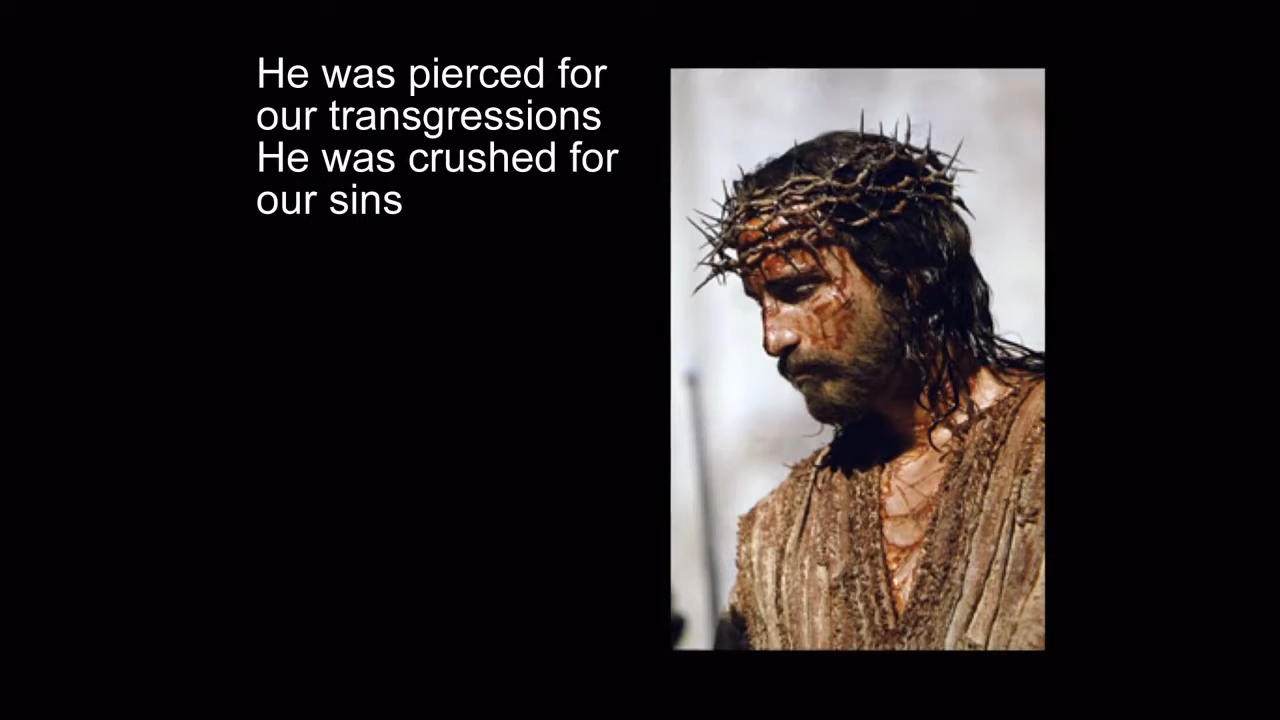 He was pierced for
our transgressions
He was crushed for
our sins